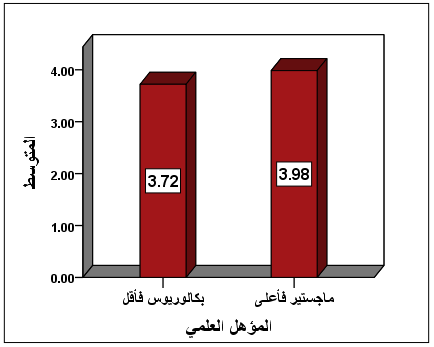 المتوسط
4.00
3.00
2.00
1.00
0.00
3.72
3.98
بكالوريوس فأقل
ماجستير فأعلى
المؤهل العلمي